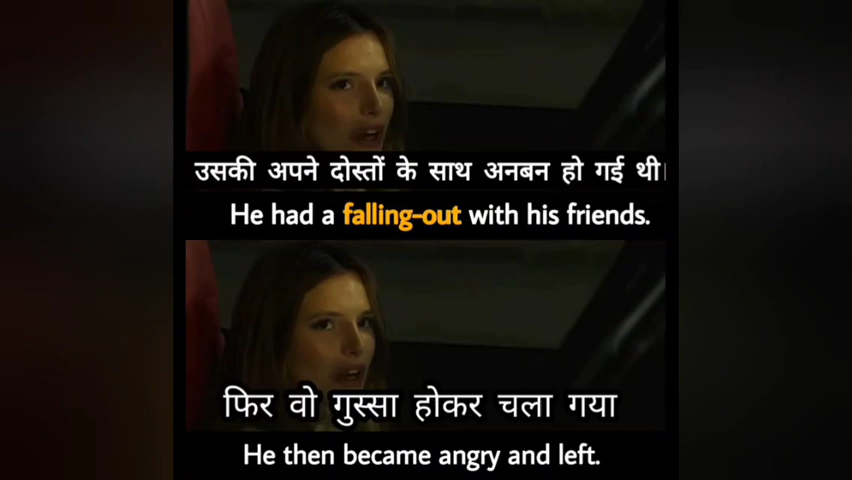 उसकी अपने दोस्तों के साथ अनबन हो गई थी।
He had a falling-out with his friends.
फिर वो गुस्सा होकर चला गया
He then became angry and left.